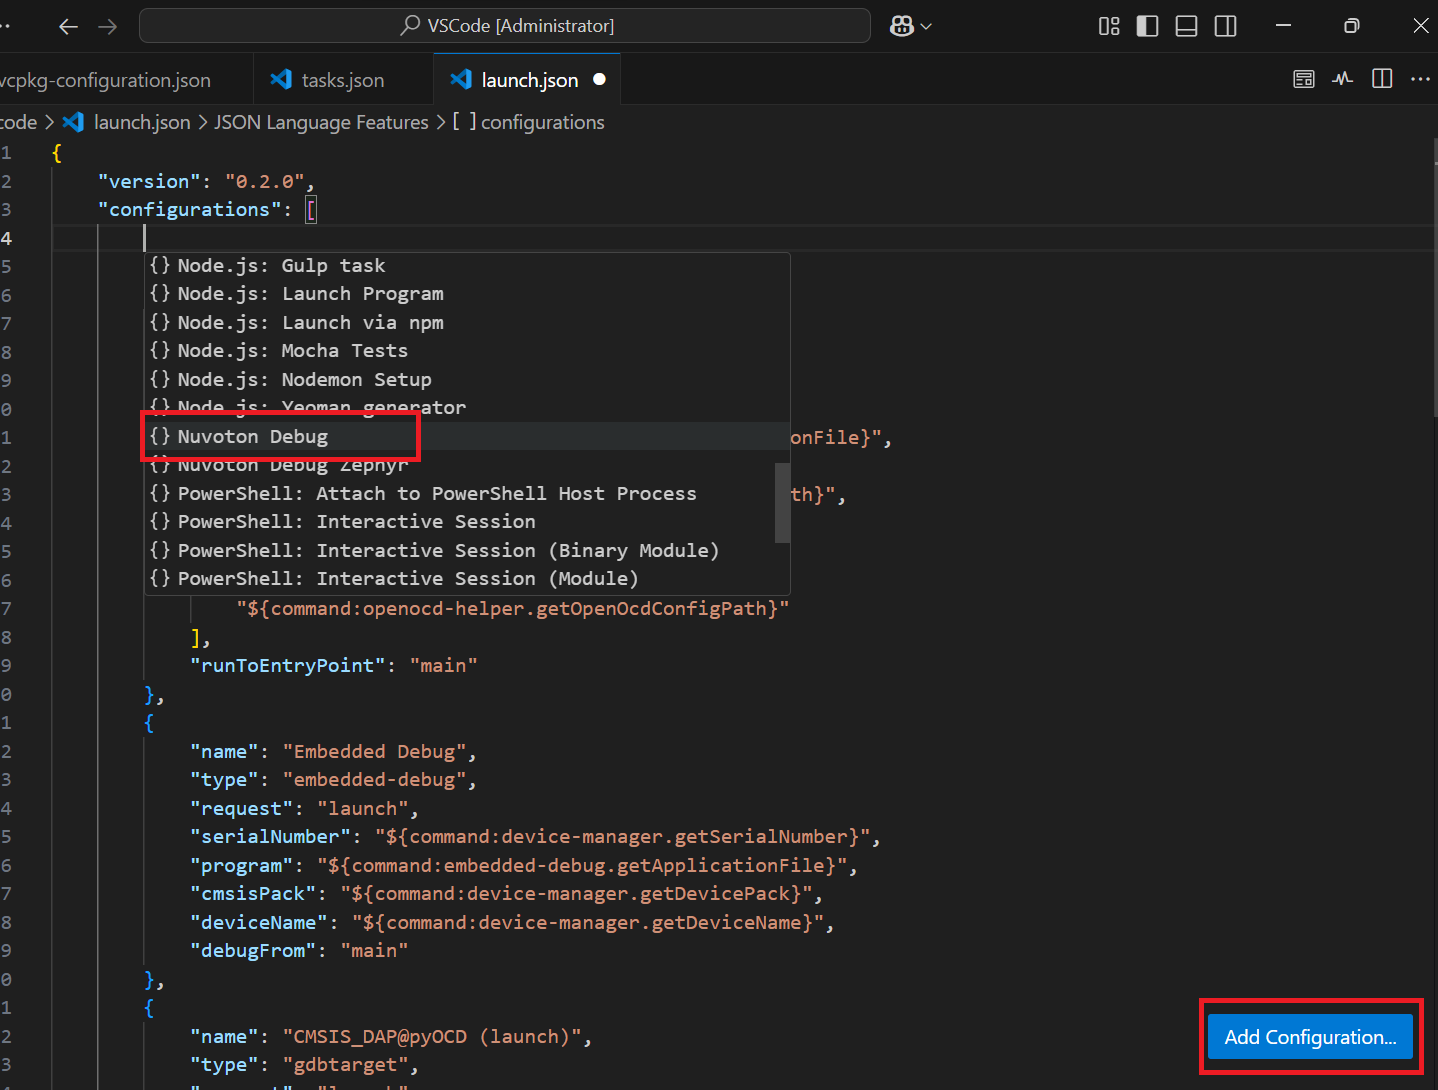 VSCode [Administrator]
vcpkg-configuration.json
tasks.json
launch.json
code > launch.json > JSON Language Features > [ ] configurations
1 {
2 "version": "0.2.0",
3 "configurations": [
4
5 {} Node.js: Gulp task
6 {} Node.js: Launch Program
7 {} Node.js: Launch via npm
8 {} Node.js: Mocha Tests
9 {} Node.js: Nodemon Setup
0 {} Node.js: Yeoman generator
1 {} Nuvoton Debug onFile}",
2 {} Nuvoton Debug Zephyr
3 {} PowerShell: Attach to PowerShell Host Process th}",
4 {} PowerShell: Interactive Session
5 {} PowerShell: Interactive Session (Binary Module)
6 {} PowerShell: Interactive Session (Module)
7 "${command:openocd-helper.getOpenOcdConfigPath}"
8 ],
9 "runToEntryPoint": "main"
0 },
1 {
2 "name": "Embedded Debug",
3 "type": "embedded-debug",
4 "request": "launch",
5 "serialNumber": "${command:device-manager.getSerialNumber}",
6 "program": "${command:embedded-debug.getApplicationFile}",
7 "cmsisPack": "${command:device-manager.getDevicePack}",
8 "deviceName": "${command:device-manager.getDeviceName}",
9 "debugFrom": "main"
0 },
1 {
2 "name": "CMSIS_DAP@pyOCD (launch)",
3 "type": "gdbtarget",
Add Configuration...